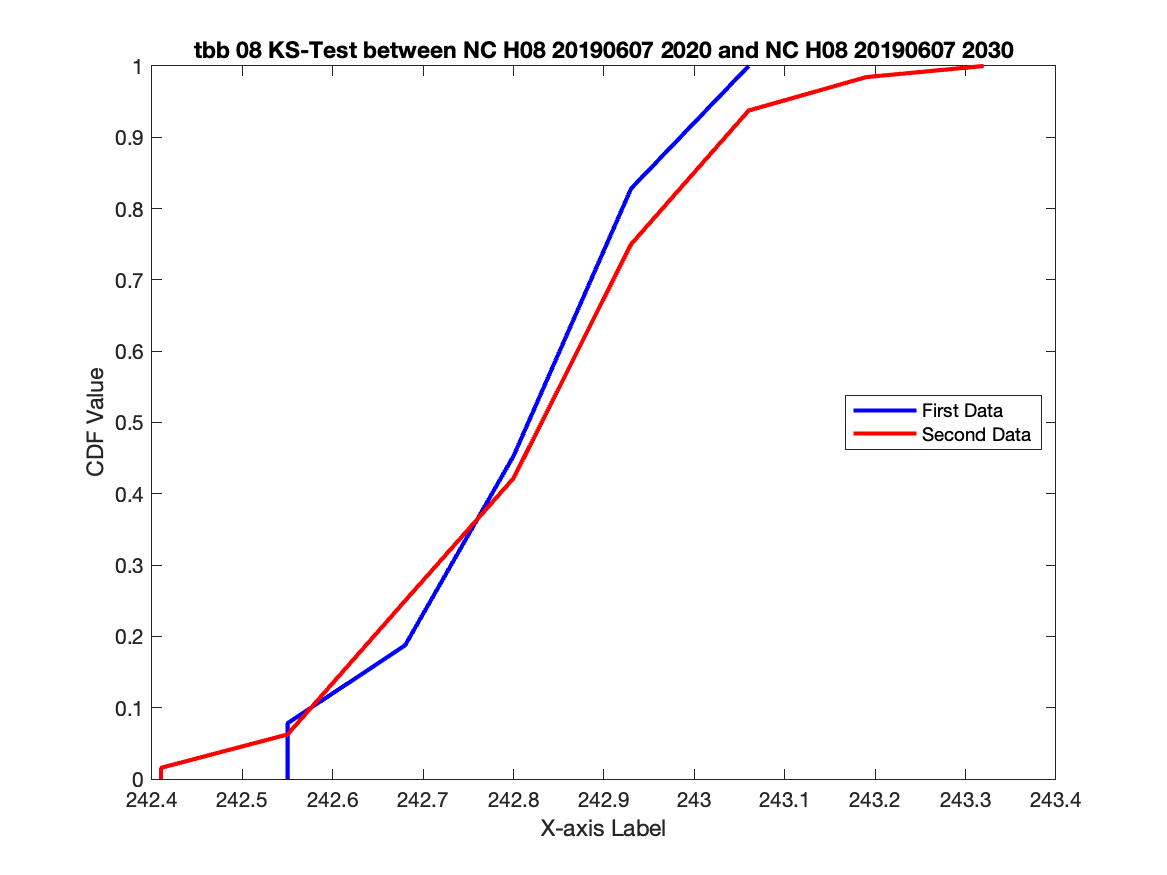 tbb 08 KS-Test between NC H08 20190607 2020 and NC H08 20190607 2030
1
0.9
0.8
0.7
0.6
0.5
0.4
0.3
0.2
0.1
0
CDF Value
First Data
Second Data
242.4 242.5 242.6 242.7 242.8 242.9 243 243.1 243.2 243.3 243.4
X-axis Label